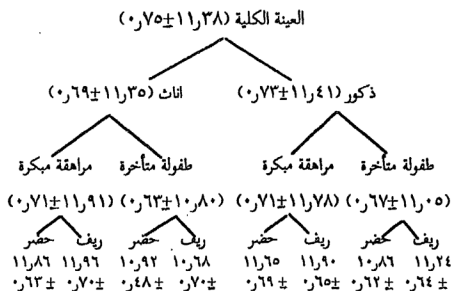 العينة الكلية (١١٫٣٨±٠٫٧٥)
ذكور (١١٫٤١±٠٫٧٣) اناث (١١٫٣٥±٠٫٦٩)
طفولة متأخرة مراهقة مبكرة طفولة متأخرة مراهقة مبكرة
(١١٫٠٥±٠٫٦٧) (١١٫٧٨±٠٫٧١) (١٠٫٨٠±٠٫٦٣) (١١٫٩١±٠٫٧١)
ريف حضر ريف حضر ريف حضر ريف حضر
١١٫٢٤ ١٠٫٨٦ ١١٫٩٠ ١١٫٦٥ ١٠٫٦٨ ١٠٫٩٢ ١١٫٩٦ ١١٫٨٦
± ٠٫٦٤ ± ٠٫٦٢ ± ٠٫٦٥ ± ٠٫٦٩ ± ٠٫٧٠ ± ٠٫٤٨ ± ٠٫٧٠ ± ٠٫٦٣